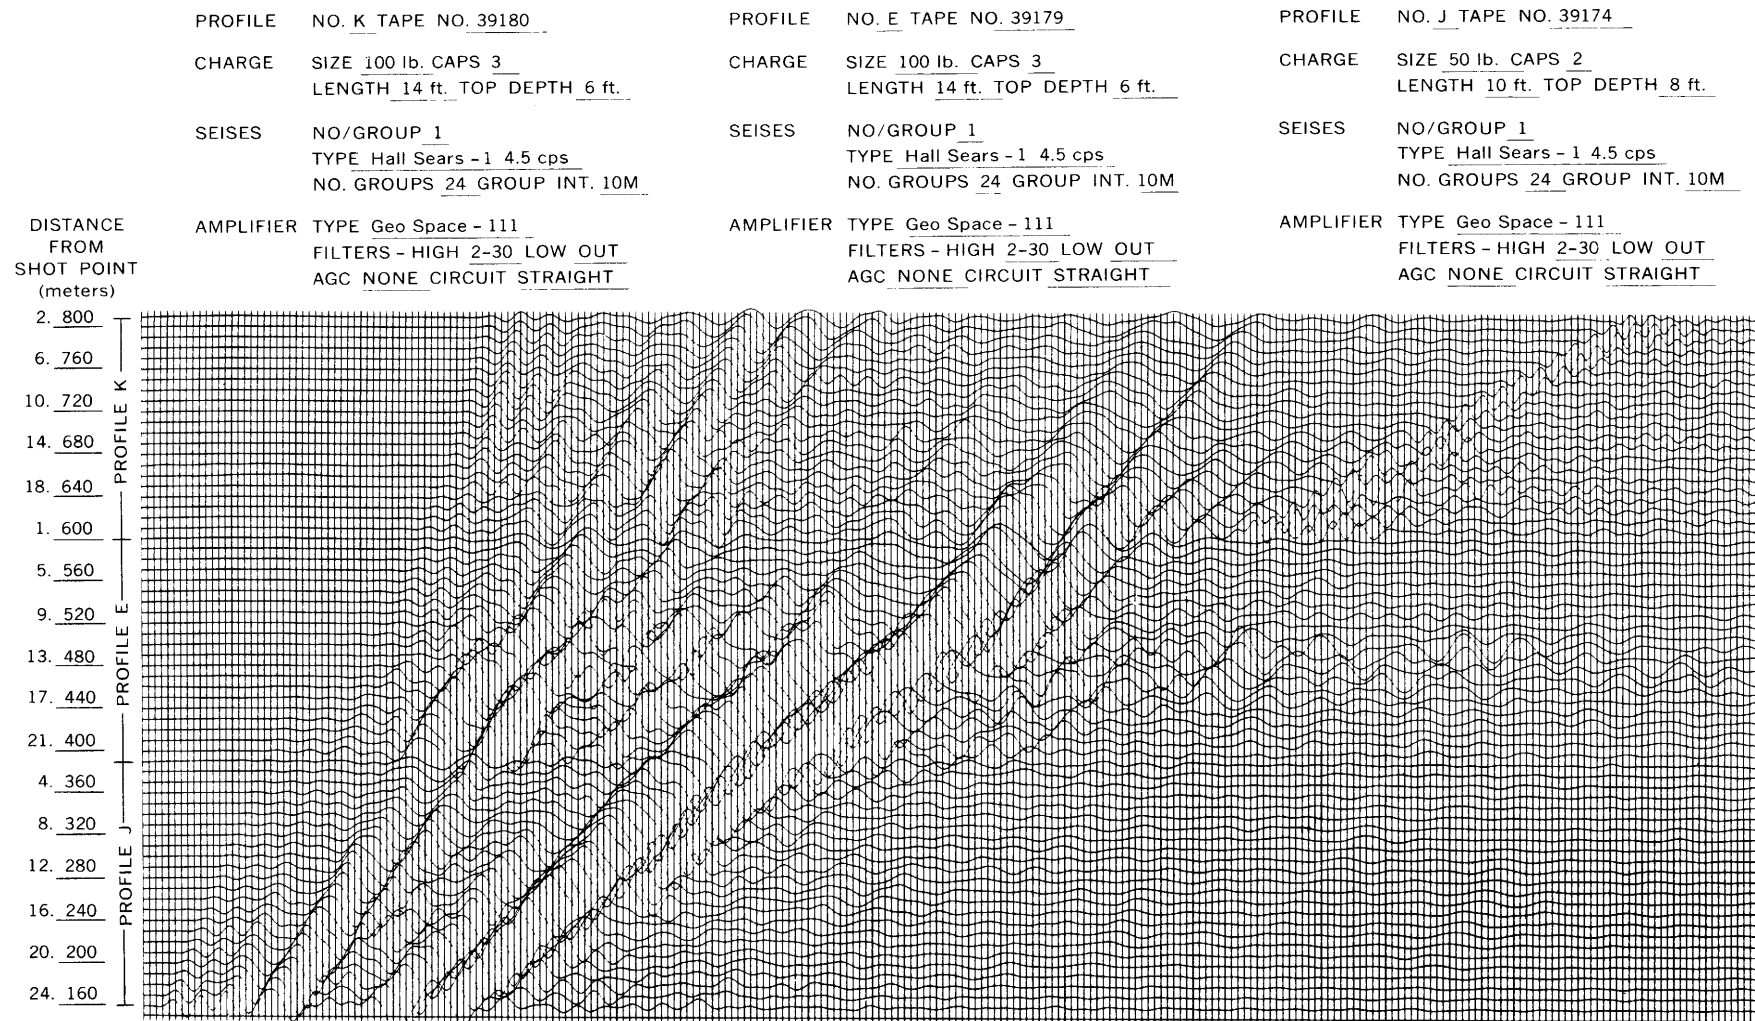 PROFILE NO. K TAPE NO. 39180
CHARGE SIZE 100 lb. CAPS 3
LENGTH 14 ft. TOP DEPTH 6 ft.
SEISES NO/GROUP 1
TYPE Hall Sears - 1 4.5 cps
NO. GROUPS 24 GROUP INT. 10M
AMPLIFIER TYPE Geo Space - 111
FILTERS - HIGH 2-30 LOW OUT
AGC NONE CIRCUIT STRAIGHT
PROFILE NO. E TAPE NO. 39179
CHARGE SIZE 100 lb. CAPS 3
LENGTH 14 ft. TOP DEPTH 6 ft.
SEISES NO/GROUP 1
TYPE Hall Sears - 1 4.5 cps
NO. GROUPS 24 GROUP INT. 10M
AMPLIFIER TYPE Geo Space - 111
FILTERS - HIGH 2-30 LOW OUT
AGC NONE CIRCUIT STRAIGHT
PROFILE NO. J TAPE NO. 39174
CHARGE SIZE 50 lb. CAPS 2
LENGTH 10 ft. TOP DEPTH 8 ft.
SEISES NO/GROUP 1
TYPE Hall Sears - 1 4.5 cps
NO. GROUPS 24 GROUP INT. 10M
AMPLIFIER TYPE Geo Space - 111
FILTERS - HIGH 2-30 LOW OUT
AGC NONE CIRCUIT STRAIGHT
DISTANCE
FROM
SHOT POINT
(meters)
2. 800
6. 760
10. 720
14. 680
18. 640
1. 600
5. 560
9. 520
13. 480
17. 440
21. 400
4. 360
8. 320
12. 280
16. 240
20. 200
24. 160
PROFILE K
PROFILE E
PROFILE J